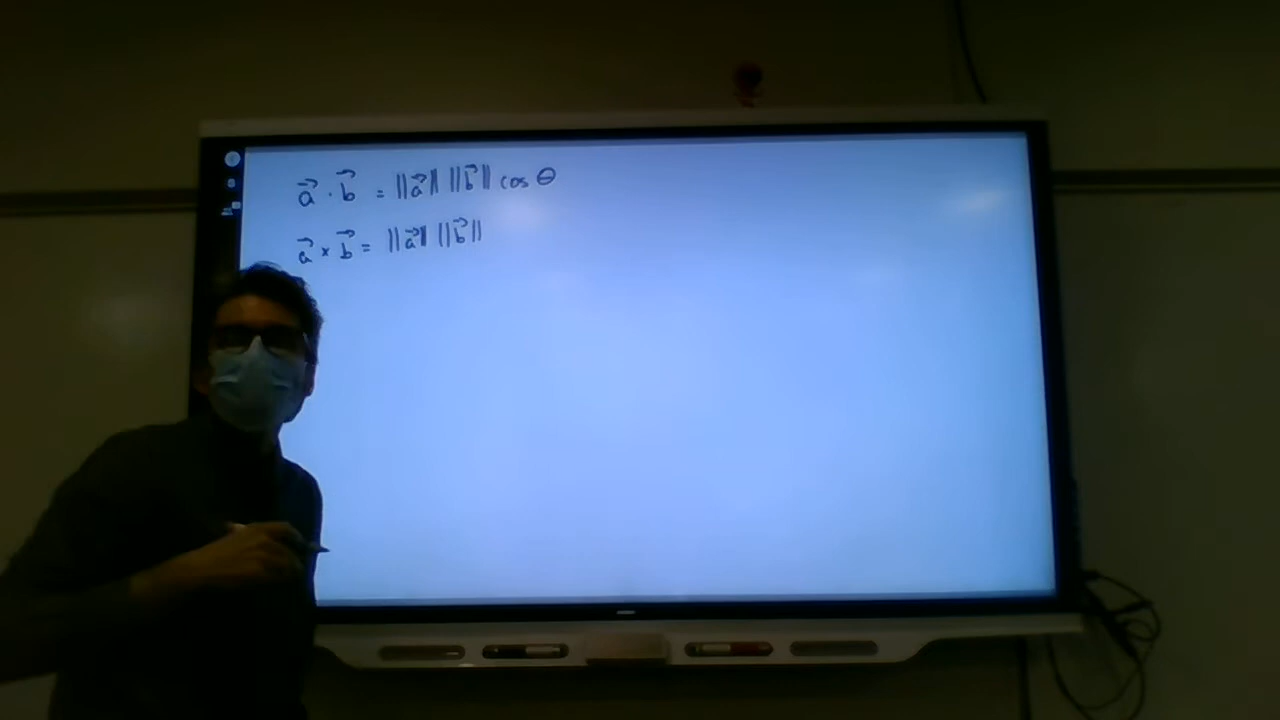 a⃗ · b⃗ = ||a⃗|| ||b⃗|| cos θ
a⃗ × b⃗ = ||a⃗|| ||b⃗||